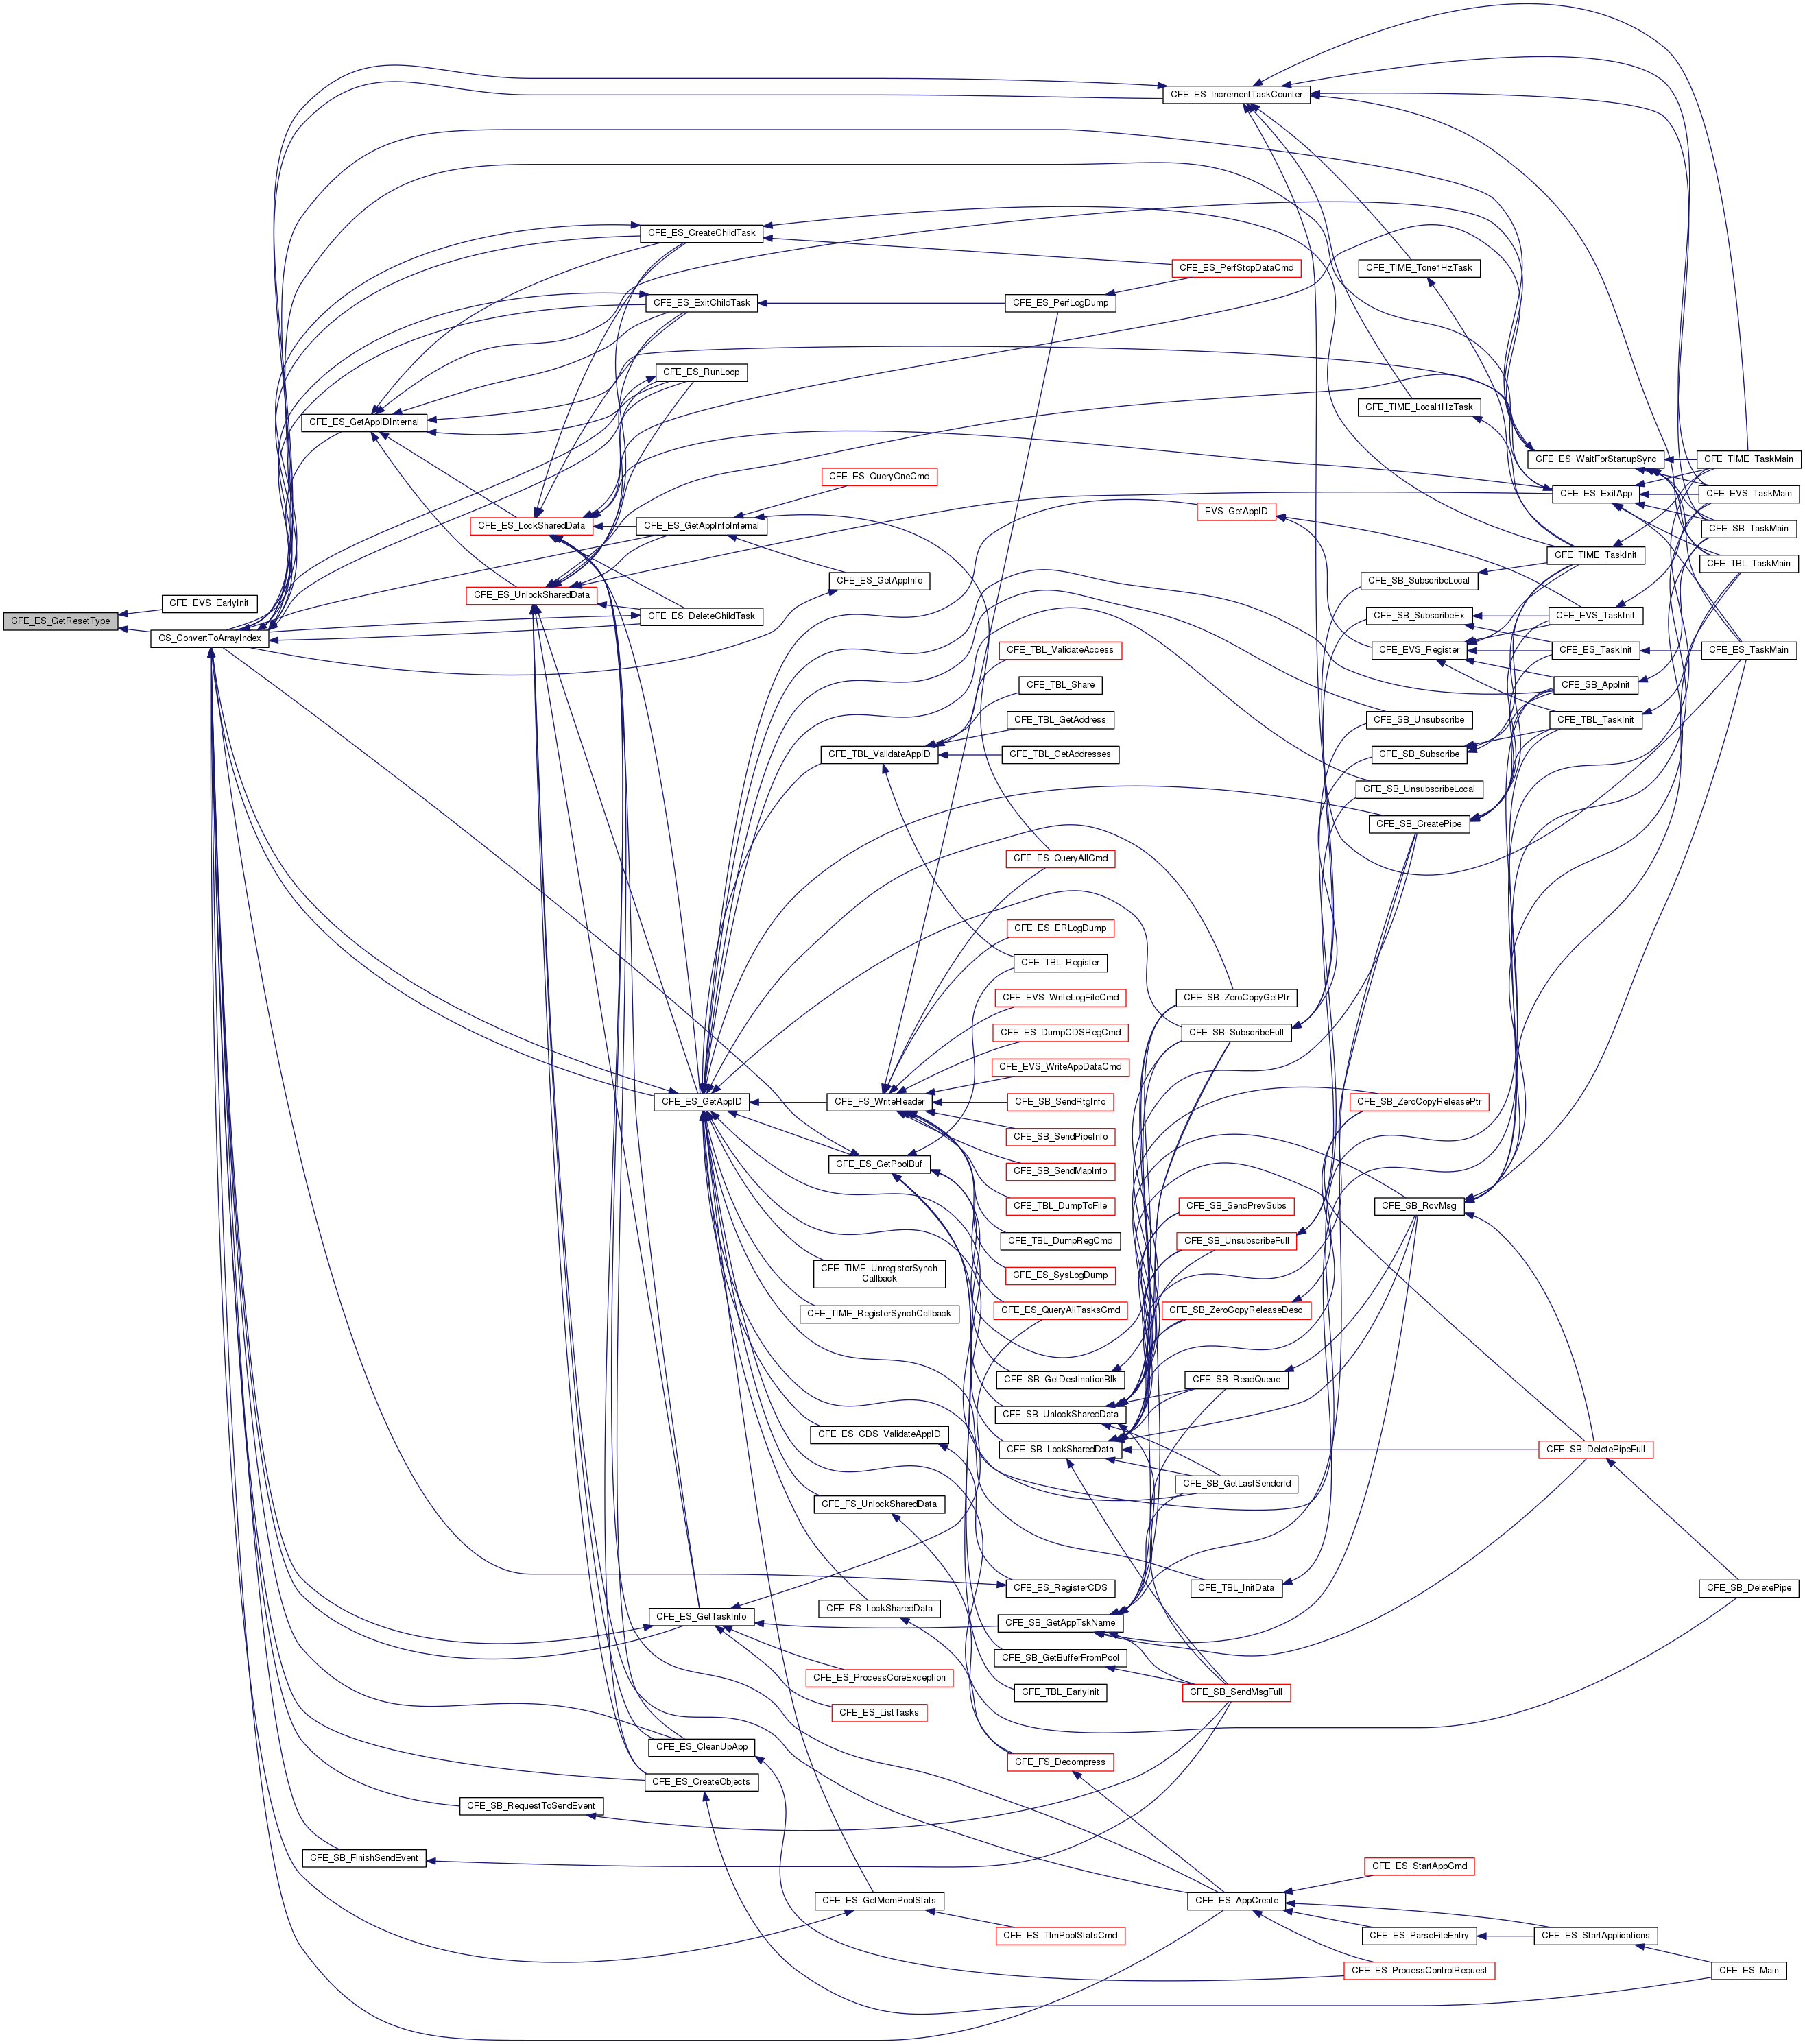 CFE_ES_IncrementTaskCounter
CFE_ES_CreateChildTask
CFE_ES_PerfStopDataCmd
CFE_TIME_Tone1HzTask
CFE_ES_ExitChildTask
CFE_ES_PerfLogDump
CFE_ES_RunLoop
CFE_TIME_Local1HzTask
CFE_ES_GetAppIDInternal
CFE_ES_WaitForStartupSync
CFE_TIME_TaskMain
CFE_ES_QueryOneCmd
CFE_ES_ExitApp
CFE_EVS_TaskMain
EVS_GetAppID
CFE_ES_LockSharedData
CFE_ES_GetAppInfoInternal
CFE_SB_TaskMain
CFE_TIME_TaskInit
CFE_TBL_TaskMain
CFE_ES_GetAppInfo
CFE_SB_SubscribeLocal
CFE_ES_UnlockSharedData
CFE_EVS_EarlyInit
CFE_ES_DeleteChildTask
CFE_SB_SubscribeEx
CFE_EVS_TaskInit
CFE_ES_GetResetType
OS_ConvertToArrayIndex
CFE_TBL_ValidateAccess
CFE_EVS_Register
CFE_ES_TaskInit
CFE_ES_TaskMain
CFE_TBL_Share
CFE_SB_AppInit
CFE_TBL_GetAddress
CFE_SB_Unsubscribe
CFE_TBL_TaskInit
CFE_TBL_ValidateAppID
CFE_TBL_GetAddresses
CFE_SB_Subscribe
CFE_SB_UnsubscribeLocal
CFE_SB_CreatePipe
CFE_ES_QueryAllCmd
CFE_ES_ERLogDump
CFE_TBL_Register
CFE_EVS_WriteLogFileCmd
CFE_SB_ZeroCopyGetPtr
CFE_ES_DumpCDSRegCmd
CFE_SB_SubscribeFull
CFE_EVS_WriteAppDataCmd
CFE_ES_GetAppID
CFE_FS_WriteHeader
CFE_SB_SendRtgInfo
CFE_SB_ZeroCopyReleasePtr
CFE_SB_SendPipeInfo
CFE_ES_GetPoolBuf
CFE_SB_SendMapInfo
CFE_TBL_DumpToFile
CFE_SB_SendPrevSubs
CFE_SB_RcvMsg
CFE_TBL_DumpRegCmd
CFE_SB_UnsubscribeFull
CFE_TIME_UnregisterSynch
Callback
CFE_ES_SysLogDump
CFE_TIME_RegisterSynchCallback
CFE_ES_QueryAllTasksCmd
CFE_SB_ZeroCopyReleaseDesc
CFE_SB_GetDestinationBlk
CFE_SB_ReadQueue
CFE_SB_UnlockSharedData
CFE_ES_CDS_ValidateAppID
CFE_SB_LockSharedData
CFE_SB_DeletePipeFull
CFE_SB_GetLastSenderId
CFE_FS_UnlockSharedData
CFE_ES_RegisterCDS
CFE_TBL_InitData
CFE_SB_DeletePipe
CFE_FS_LockSharedData
CFE_ES_GetTaskInfo
CFE_SB_GetAppTskName
CFE_SB_GetBufferFromPool
CFE_ES_ProcessCoreException
CFE_TBL_EarlyInit
CFE_SB_SendMsgFull
CFE_ES_ListTasks
CFE_ES_CleanUpApp
CFE_FS_Decompress
CFE_ES_CreateObjects
CFE_SB_RequestToSendEvent
CFE_SB_FinishSendEvent
CFE_ES_StartAppCmd
CFE_ES_GetMemPoolStats
CFE_ES_AppCreate
CFE_ES_TlmPoolStatsCmd
CFE_ES_ParseFileEntry
CFE_ES_StartApplications
CFE_ES_ProcessControlRequest
CFE_ES_Main